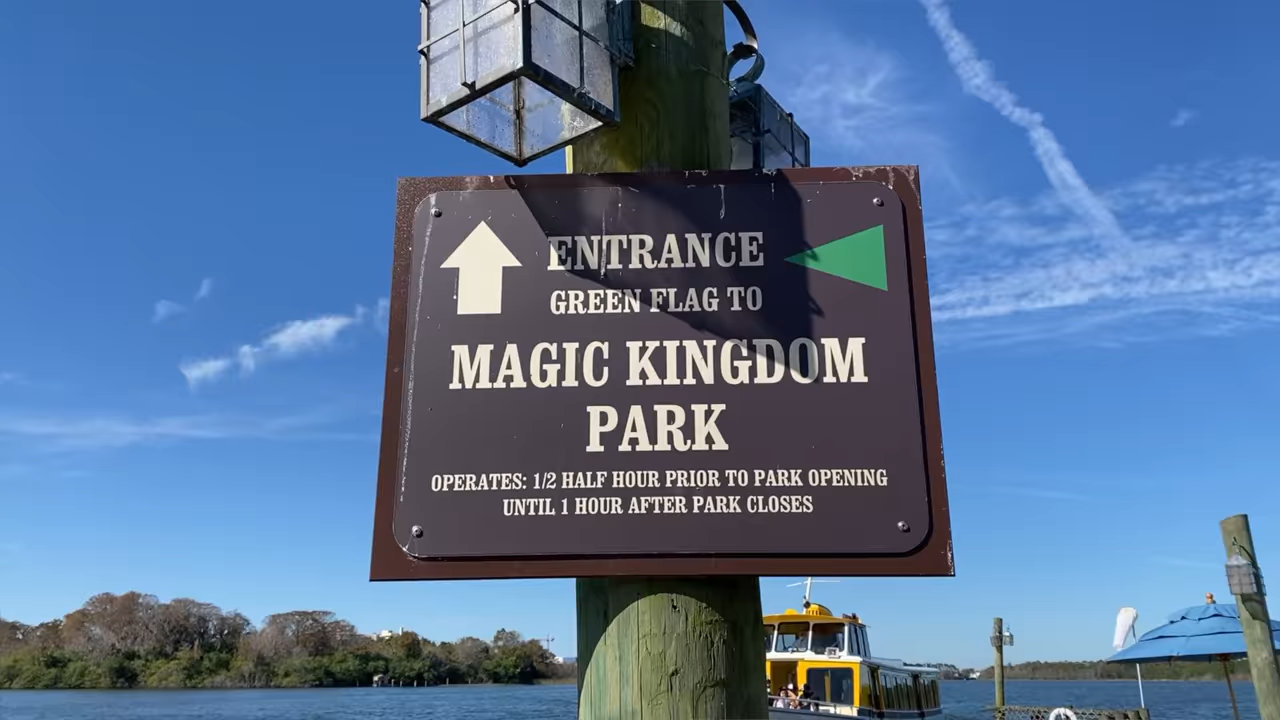 ENTRANCE
GREEN FLAG TO
MAGIC KINGDOM
PARK
OPERATES: 1/2 HALF HOUR PRIOR TO PARK OPENING
UNTIL 1 HOUR AFTER PARK CLOSES